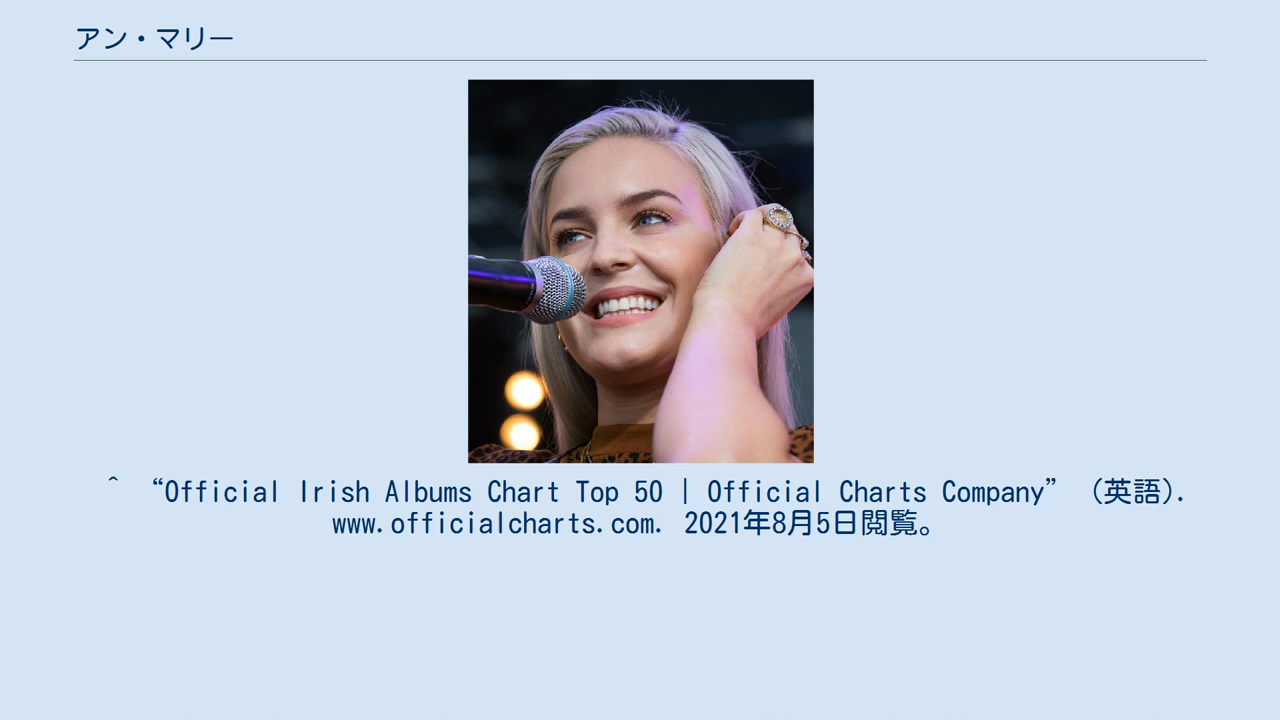 アン・マリー
^ “Official Irish Albums Chart Top 50 | Official Charts Company” (英語).
www.officialcharts.com. 2021年8月5日閲覧。